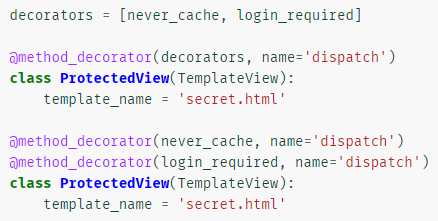 decorators = [never_cache, login_required]

@method_decorator(decorators, name='dispatch')
class ProtectedView(TemplateView):
    template_name = 'secret.html'

@method_decorator(never_cache, name='dispatch')
@method_decorator(login_required, name='dispatch')
class ProtectedView(TemplateView):
    template_name = 'secret.html'